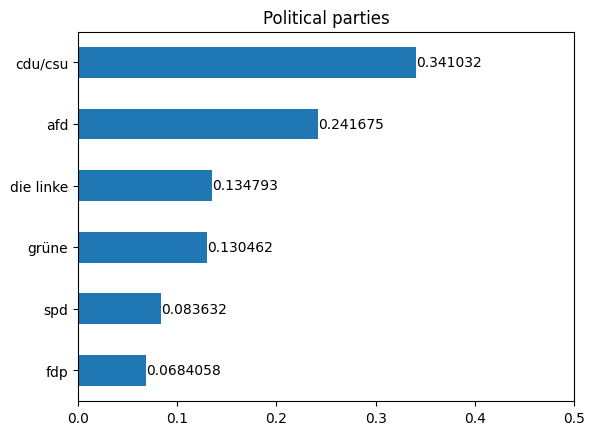 Political parties
cdu/csu
0.341032
afd
0.241675
die linke
0.134793
grüne
0.130462
spd
0.083632
fdp
0.0684058
0.0 0.1 0.2 0.3 0.4 0.5